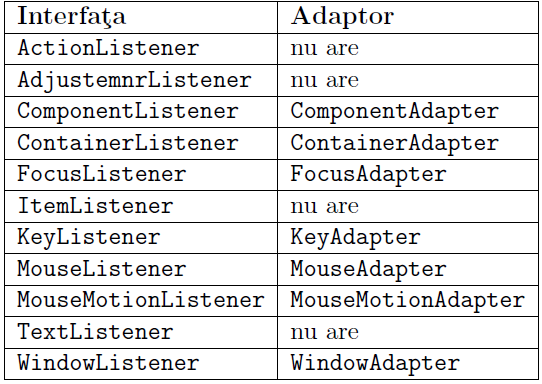 Interfaţa Adaptor
ActionListener nu are
AdjustemnrListener nu are
ComponentListener ComponentAdapter
ContainerListener ContainerAdapter
FocusListener FocusAdapter
ItemListener nu are
KeyListener KeyAdapter
MouseListener MouseAdapter
MouseMotionListener MouseMotionAdapter
TextListener nu are
WindowListener WindowAdapter